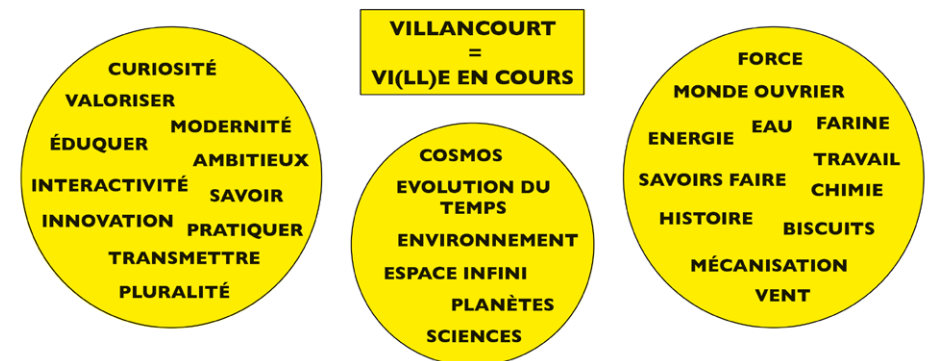 VILLANCOURT
=
VI(LL)E EN COURS
CURIOSITÉ
VALORISER
MODERNITÉ
ÉDUQUER
AMBITIEUX
INTERACTIVITÉ
SAVOIR
INNOVATION
PRATIQUER
TRANSMETTRE
PLURALITÉ
COSMOS
EVOLUTION DU
TEMPS
ENVIRONNEMENT
ESPACE INFINI
PLANÈTES
SCIENCES
FORCE
MONDE OUVRIER
ENERGIE
EAU
FARINE
TRAVAIL
SAVOIRS FAIRE
CHIMIE
HISTOIRE
BISCUITS
MÉCANISATION
VENT